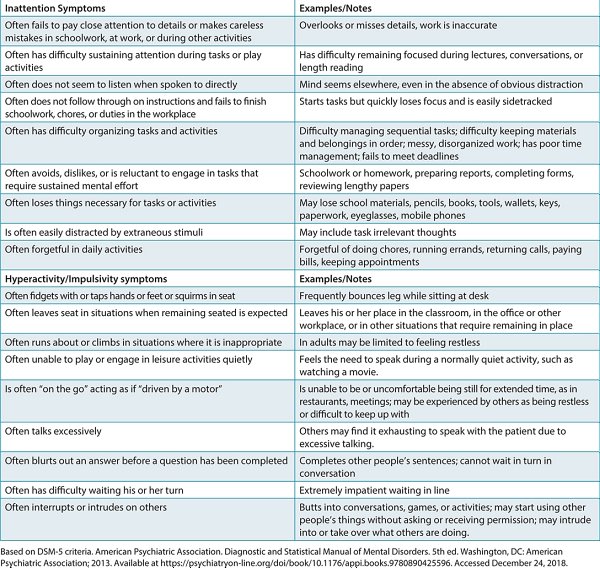 Inattention Symptoms
Examples/Notes
Often fails to pay close attention to details or makes careless
mistakes in schoolwork, at work, or during other activities
Overlooks or misses details, work is inaccurate
Often has difficulty sustaining attention during tasks or play
activities
Has difficulty remaining focused during lectures, conversations, or
length reading
Often does not seem to listen when spoken to directly
Mind seems elsewhere, even in the absence of obvious distraction
Often does not follow through on instructions and fails to finish
schoolwork, chores, or duties in the workplace
Starts tasks but quickly loses focus and is easily sidetracked
Often has difficulty organizing tasks and activities
Difficulty managing sequential tasks; difficulty keeping materials
and belongings in order; messy, disorganized work; has poor time
management; fails to meet deadlines
Often avoids, dislikes, or is reluctant to engage in tasks that
require sustained mental effort
Schoolwork or homework, preparing reports, completing forms,
reviewing lengthy papers
Often loses things necessary for tasks or activities
May lose school materials, pencils, books, tools, wallets, keys,
paperwork, eyeglasses, mobile phones
Is often easily distracted by extraneous stimuli
May include task irrelevant thoughts
Often forgetful in daily activities
Forgetful of doing chores, running errands, returning calls, paying
bills, keeping appointments
Hyperactivity/Impulsivity symptoms
Examples/Notes
Often fidgets with or taps hands or feet or squirms in seat
Frequently bounces leg while sitting at desk
Often leaves seat in situations when remaining seated is expected
Leaves his or her place in the classroom, in the office or other
workplace, or in other situations that require remaining in place
Often runs about or climbs in situations where it is inappropriate
In adults may be limited to feeling restless
Often unable to play or engage in leisure activities quietly
Feels the need to speak during a normally quiet activity, such as
watching a movie.
Is often “on the go” acting as if “driven by a motor”
Is unable to be or uncomfortable being still for extended time, as in
restaurants, meetings; may be experienced by others as being restless
or difficult to keep up with
Often talks excessively
Others may find it exhausting to speak with the patient due to
excessive talking.
Often blurts out an answer before a question has been completed
Completes other people’s sentences; cannot wait in turn in
conversation
Often has difficulty waiting his or her turn
Extremely impatient waiting in line
Often interrupts or intrudes on others
Butts into conversations, games, or activities; may start using other
people’s things without asking or receiving permission; may intrude
into or take over what others are doing.
Based on DSM-5 criteria. American Psychiatric Association. Diagnostic and Statistical Manual of Mental Disorders. 5th ed. Washington, DC: American
Psychiatric Association; 2013. Available at https://psychiatryon-line.org/doi/book/10.1176/appi.books.9780890425596. Accessed December 24, 2018.